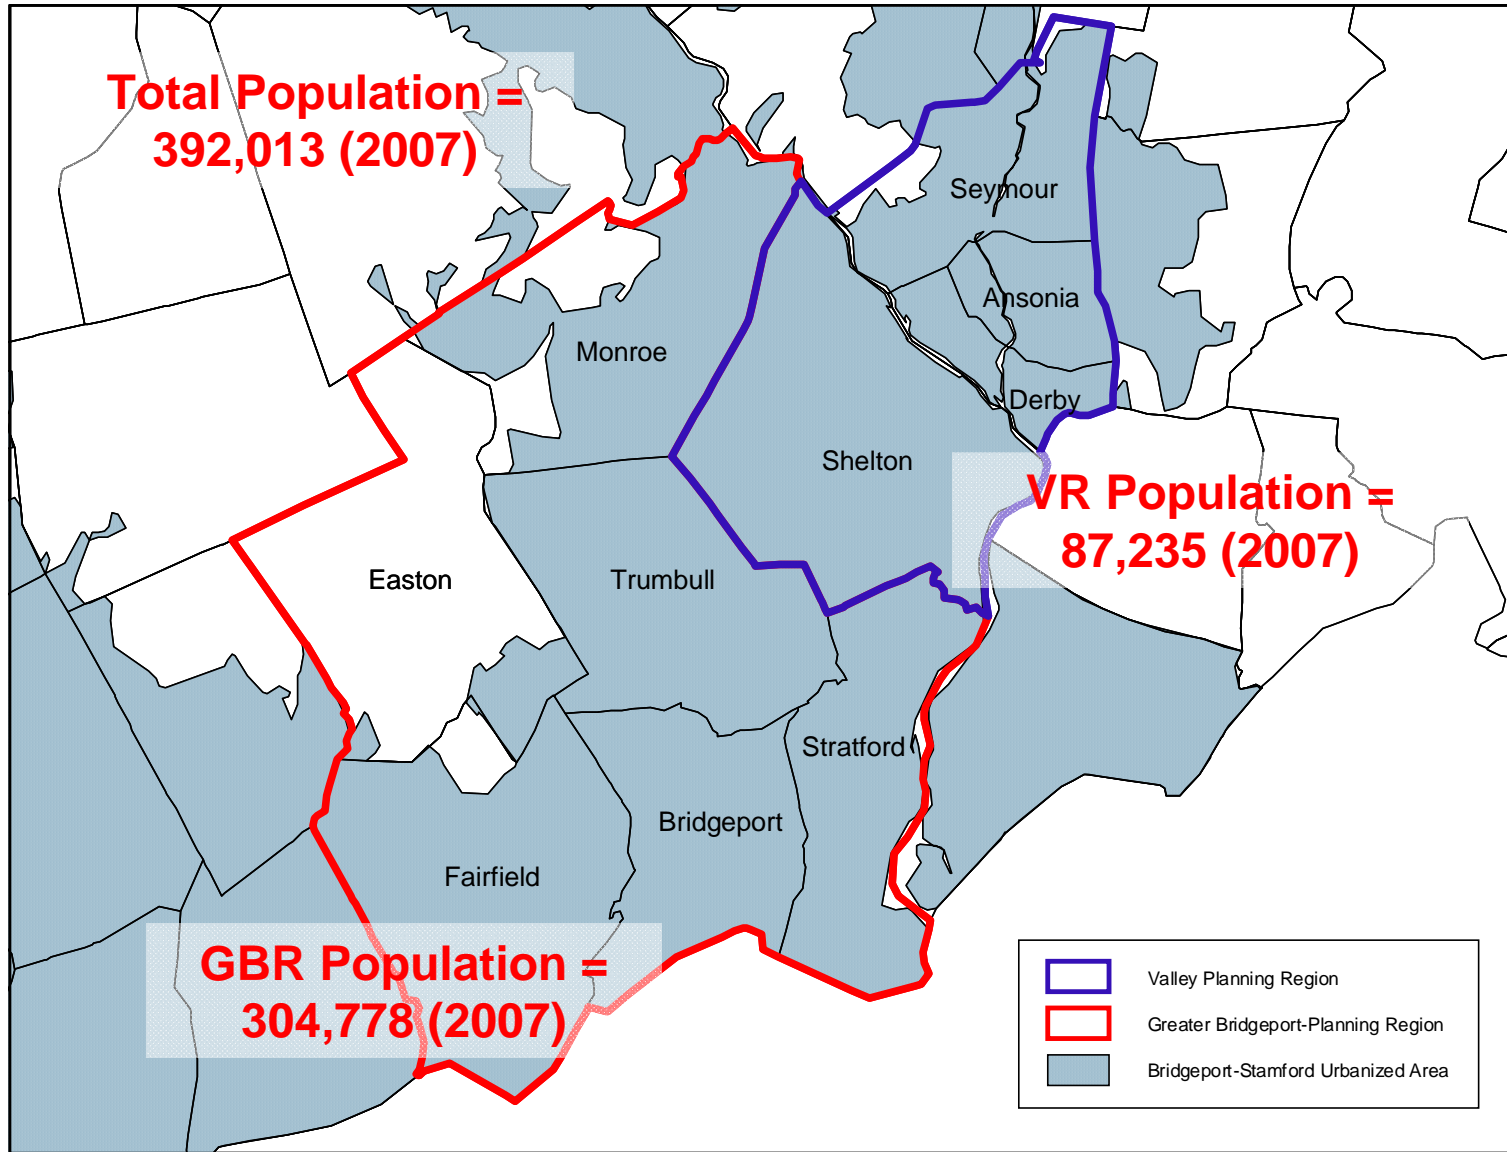 Total Population =
392,013 (2007)
Seymour
Ansonia
Monroe
Derby
Shelton
VR Population =
87,235 (2007)
Easton
Trumbull
Stratford
Bridgeport
Fairfield
GBR Population =
304,778 (2007)
Valley Planning Region
Greater Bridgeport-Planning Region
Bridgeport-Stamford Urbanized Area